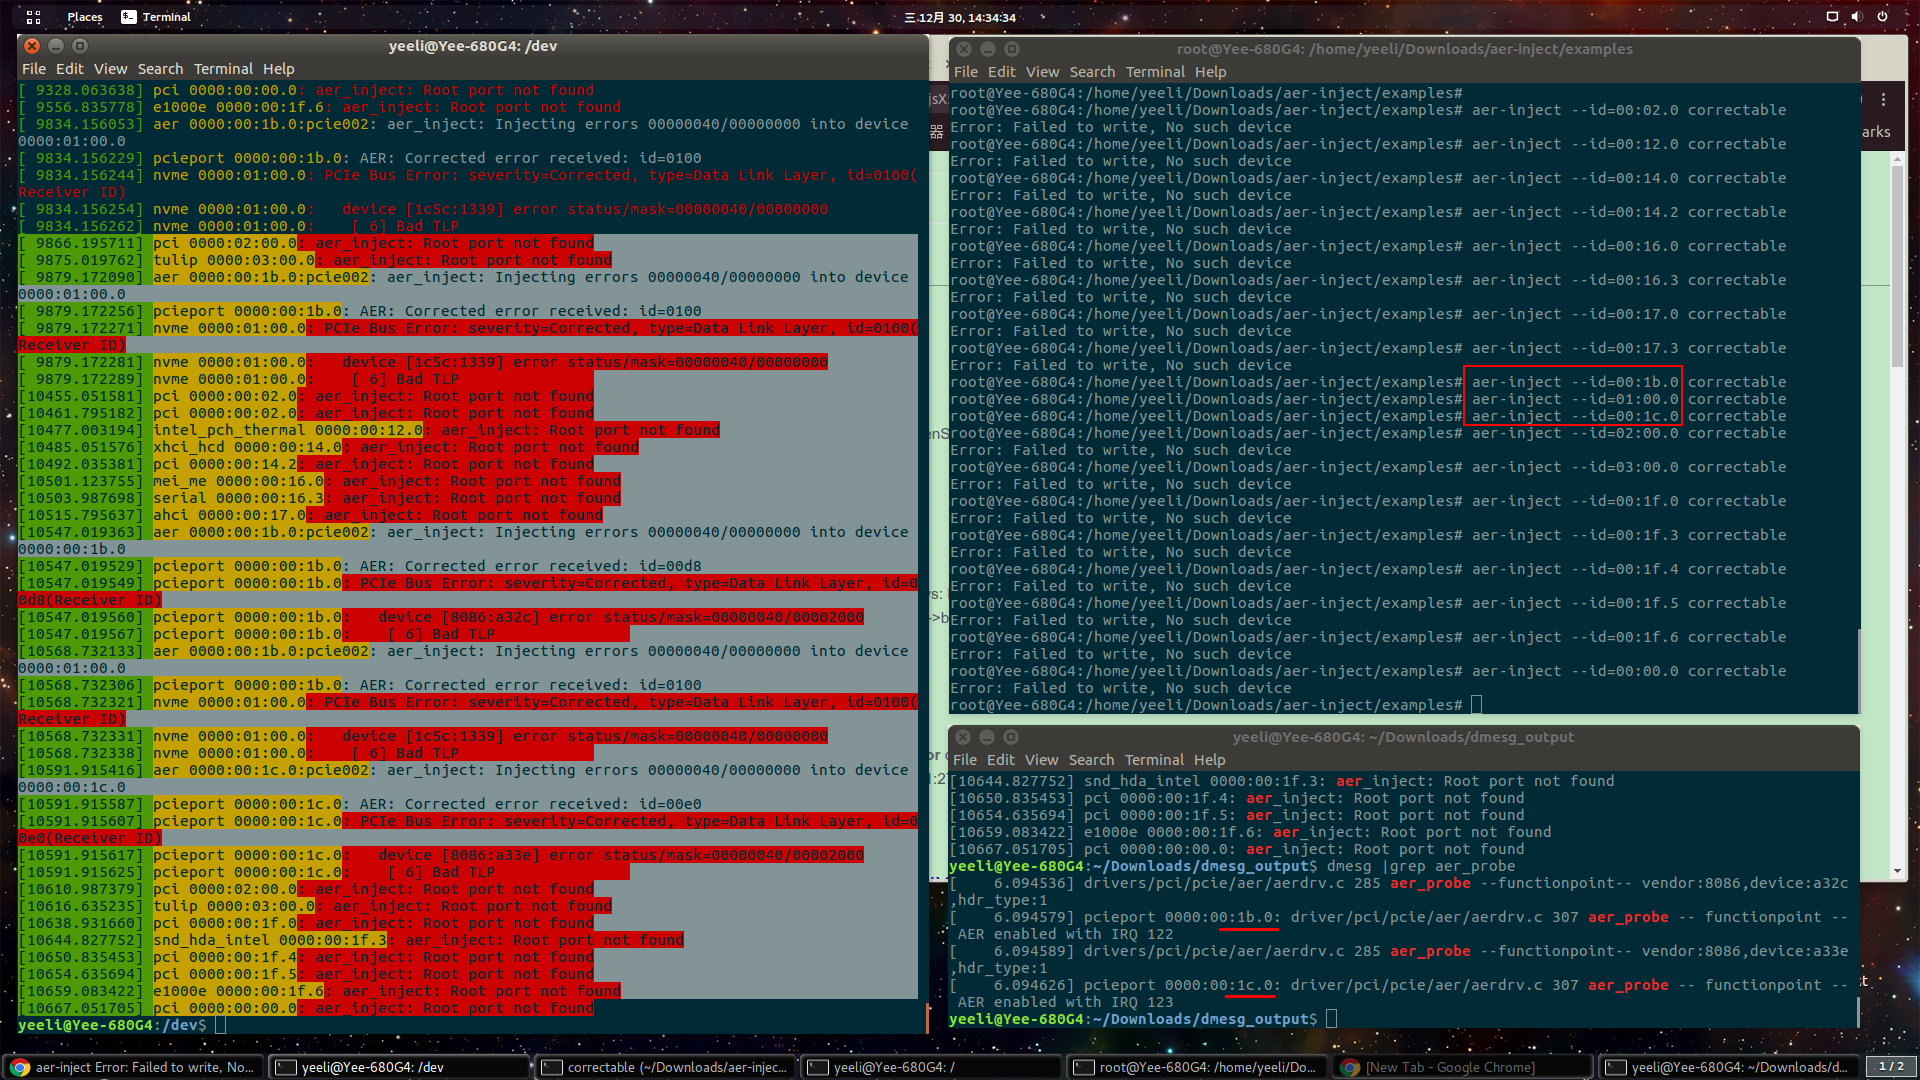 Places
Terminal
三 12月 30, 14:34:34
yeeli@Yee-680G4: /dev
File Edit View Search Terminal Help
[ 9328.063638] pci 0000:00:00.0: aer_inject: Root port not found
[ 9556.835778] e1000e 0000:00:1f.6: aer_inject: Root port not found
[ 9834.156053] aer 0000:00:1b.0:pcie002: aer_inject: Injecting errors 00000040/00000000 into device
0000:01:00.0
[ 9834.156229] pcieport 0000:00:1b.0: AER: Corrected error received: id=0100
[ 9834.156244] nvme 0000:01:00.0: PCIe Bus Error: severity=Corrected, type=Data Link Layer, id=0100(
Receiver ID)
[ 9834.156254] nvme 0000:01:00.0:   device [1c5c:1339] error status/mask=00000040/00000000
[ 9834.156262] nvme 0000:01:00.0:    [ 6] Bad TLP
[ 9866.195711] pci 0000:02:00.0: aer_inject: Root port not found
[ 9875.019762] tulip 0000:03:00.0: aer_inject: Root port not found
[ 9879.172090] aer 0000:00:1b.0:pcie002: aer_inject: Injecting errors 00000040/00000000 into device
0000:01:00.0
[ 9879.172256] pcieport 0000:00:1b.0: AER: Corrected error received: id=0100
[ 9879.172271] nvme 0000:01:00.0: PCIe Bus Error: severity=Corrected, type=Data Link Layer, id=0100(
Receiver ID)
[ 9879.172281] nvme 0000:01:00.0:   device [1c5c:1339] error status/mask=00000040/00000000
[ 9879.172289] nvme 0000:01:00.0:    [ 6] Bad TLP
[10455.051581] pci 0000:00:02.0: aer_inject: Root port not found
[10461.795182] pci 0000:00:02.0: aer_inject: Root port not found
[10477.003194] intel_pch_thermal 0000:00:12.0: aer_inject: Root port not found
[10485.051576] xhci_hcd 0000:00:14.0: aer_inject: Root port not found
[10492.035381] pci 0000:00:14.2: aer_inject: Root port not found
[10501.123755] mei_me 0000:00:16.0: aer_inject: Root port not found
[10503.987698] serial 0000:00:16.3: aer_inject: Root port not found
[10515.795637] ahci 0000:00:17.0: aer_inject: Root port not found
[10547.019363] aer 0000:00:1b.0:pcie002: aer_inject: Injecting errors 00000040/00000000 into device
0000:00:1b.0
[10547.019529] pcieport 0000:00:1b.0: AER: Corrected error received: id=00d8
[10547.019549] pcieport 0000:00:1b.0: PCIe Bus Error: severity=Corrected, type=Data Link Layer, id=0
0d8(Receiver ID)
[10547.019560] pcieport 0000:00:1b.0:   device [8086:a32c] error status/mask=00000040/00002000
[10547.019567] pcieport 0000:00:1b.0:    [ 6] Bad TLP
[10568.732133] aer 0000:00:1b.0:pcie002: aer_inject: Injecting errors 00000040/00000000 into device
0000:01:00.0
[10568.732306] pcieport 0000:00:1b.0: AER: Corrected error received: id=0100
[10568.732321] nvme 0000:01:00.0: PCIe Bus Error: severity=Corrected, type=Data Link Layer, id=0100(
Receiver ID)
[10568.732331] nvme 0000:01:00.0:   device [1c5c:1339] error status/mask=00000040/00000000
[10568.732338] nvme 0000:01:00.0:    [ 6] Bad TLP
[10591.915416] aer 0000:00:1c.0:pcie002: aer_inject: Injecting errors 00000040/00000000 into device
0000:00:1c.0
[10591.915587] pcieport 0000:00:1c.0: AER: Corrected error received: id=00e0
[10591.915607] pcieport 0000:00:1c.0: PCIe Bus Error: severity=Corrected, type=Data Link Layer, id=0
0e0(Receiver ID)
[10591.915617] pcieport 0000:00:1c.0:   device [8086:a33e] error status/mask=00000040/00002000
[10591.915625] pcieport 0000:00:1c.0:    [ 6] Bad TLP
[10610.987379] pci 0000:02:00.0: aer_inject: Root port not found
[10616.635235] tulip 0000:03:00.0: aer_inject: Root port not found
[10638.931660] pci 0000:00:1f.0: aer_inject: Root port not found
[10644.827752] snd_hda_intel 0000:00:1f.3: aer_inject: Root port not found
[10650.835453] pci 0000:00:1f.4: aer_inject: Root port not found
[10654.635694] pci 0000:00:1f.5: aer_inject: Root port not found
[10659.083422] e1000e 0000:00:1f.6: aer_inject: Root port not found
[10667.051705] pci 0000:00:00.0: aer_inject: Root port not found
yeeli@Yee-680G4:/dev$
root@Yee-680G4: /home/yeeli/Downloads/aer-inject/examples
File Edit View Search Terminal Help
root@Yee-680G4:/home/yeeli/Downloads/aer-inject/examples#
root@Yee-680G4:/home/yeeli/Downloads/aer-inject/examples# aer-inject --id=00:02.0 correctable
Error: Failed to write, No such device
root@Yee-680G4:/home/yeeli/Downloads/aer-inject/examples# aer-inject --id=00:12.0 correctable
Error: Failed to write, No such device
root@Yee-680G4:/home/yeeli/Downloads/aer-inject/examples# aer-inject --id=00:14.0 correctable
Error: Failed to write, No such device
root@Yee-680G4:/home/yeeli/Downloads/aer-inject/examples# aer-inject --id=00:14.2 correctable
Error: Failed to write, No such device
root@Yee-680G4:/home/yeeli/Downloads/aer-inject/examples# aer-inject --id=00:16.0 correctable
Error: Failed to write, No such device
root@Yee-680G4:/home/yeeli/Downloads/aer-inject/examples# aer-inject --id=00:16.3 correctable
Error: Failed to write, No such device
root@Yee-680G4:/home/yeeli/Downloads/aer-inject/examples# aer-inject --id=00:17.0 correctable
Error: Failed to write, No such device
root@Yee-680G4:/home/yeeli/Downloads/aer-inject/examples# aer-inject --id=00:17.3 correctable
Error: Failed to write, No such device
root@Yee-680G4:/home/yeeli/Downloads/aer-inject/examples# aer-inject --id=00:1b.0 correctable
root@Yee-680G4:/home/yeeli/Downloads/aer-inject/examples# aer-inject --id=01:00.0 correctable
root@Yee-680G4:/home/yeeli/Downloads/aer-inject/examples# aer-inject --id=00:1c.0 correctable
root@Yee-680G4:/home/yeeli/Downloads/aer-inject/examples# aer-inject --id=02:00.0 correctable
Error: Failed to write, No such device
root@Yee-680G4:/home/yeeli/Downloads/aer-inject/examples# aer-inject --id=03:00.0 correctable
Error: Failed to write, No such device
root@Yee-680G4:/home/yeeli/Downloads/aer-inject/examples# aer-inject --id=00:1f.0 correctable
Error: Failed to write, No such device
root@Yee-680G4:/home/yeeli/Downloads/aer-inject/examples# aer-inject --id=00:1f.3 correctable
Error: Failed to write, No such device
root@Yee-680G4:/home/yeeli/Downloads/aer-inject/examples# aer-inject --id=00:1f.4 correctable
Error: Failed to write, No such device
root@Yee-680G4:/home/yeeli/Downloads/aer-inject/examples# aer-inject --id=00:1f.5 correctable
Error: Failed to write, No such device
root@Yee-680G4:/home/yeeli/Downloads/aer-inject/examples# aer-inject --id=00:1f.6 correctable
Error: Failed to write, No such device
root@Yee-680G4:/home/yeeli/Downloads/aer-inject/examples# aer-inject --id=00:00.0 correctable
Error: Failed to write, No such device
root@Yee-680G4:/home/yeeli/Downloads/aer-inject/examples#
arks
yeeli@Yee-680G4: ~/Downloads/dmesg_output
File Edit View Search Terminal Help
[10644.827752] snd_hda_intel 0000:00:1f.3: aer_inject: Root port not found
[10650.835453] pci 0000:00:1f.4: aer_inject: Root port not found
[10654.635694] pci 0000:00:1f.5: aer_inject: Root port not found
[10659.083422] e1000e 0000:00:1f.6: aer_inject: Root port not found
[10667.051705] pci 0000:00:00.0: aer_inject: Root port not found
yeeli@Yee-680G4:~/Downloads/dmesg_output$ dmesg |grep aer_probe
[    6.094536] drivers/pci/pcie/aer/aerdrv.c 285 aer_probe --functionpoint-- vendor:8086,device:a32c
,hdr_type:1
[    6.094579] pcieport 0000:00:1b.0: driver/pci/pcie/aer/aerdrv.c 307 aer_probe -- functionpoint --
AER enabled with IRQ 122
[    6.094589] drivers/pci/pcie/aer/aerdrv.c 285 aer_probe --functionpoint-- vendor:8086,device:a33e
,hdr_type:1
[    6.094626] pcieport 0000:00:1c.0: driver/pci/pcie/aer/aerdrv.c 307 aer_probe -- functionpoint --
AER enabled with IRQ 123
yeeli@Yee-680G4:~/Downloads/dmesg_output$
aer-inject Error: Failed to write, No...
yeeli@Yee-680G4: /dev
correctable (~/Downloads/aer-injec...
yeeli@Yee-680G4: /
root@Yee-680G4: /home/yeeli/Do...
[New Tab - Google Chrome]
yeeli@Yee-680G4: ~/Downloads/d...
1 / 2